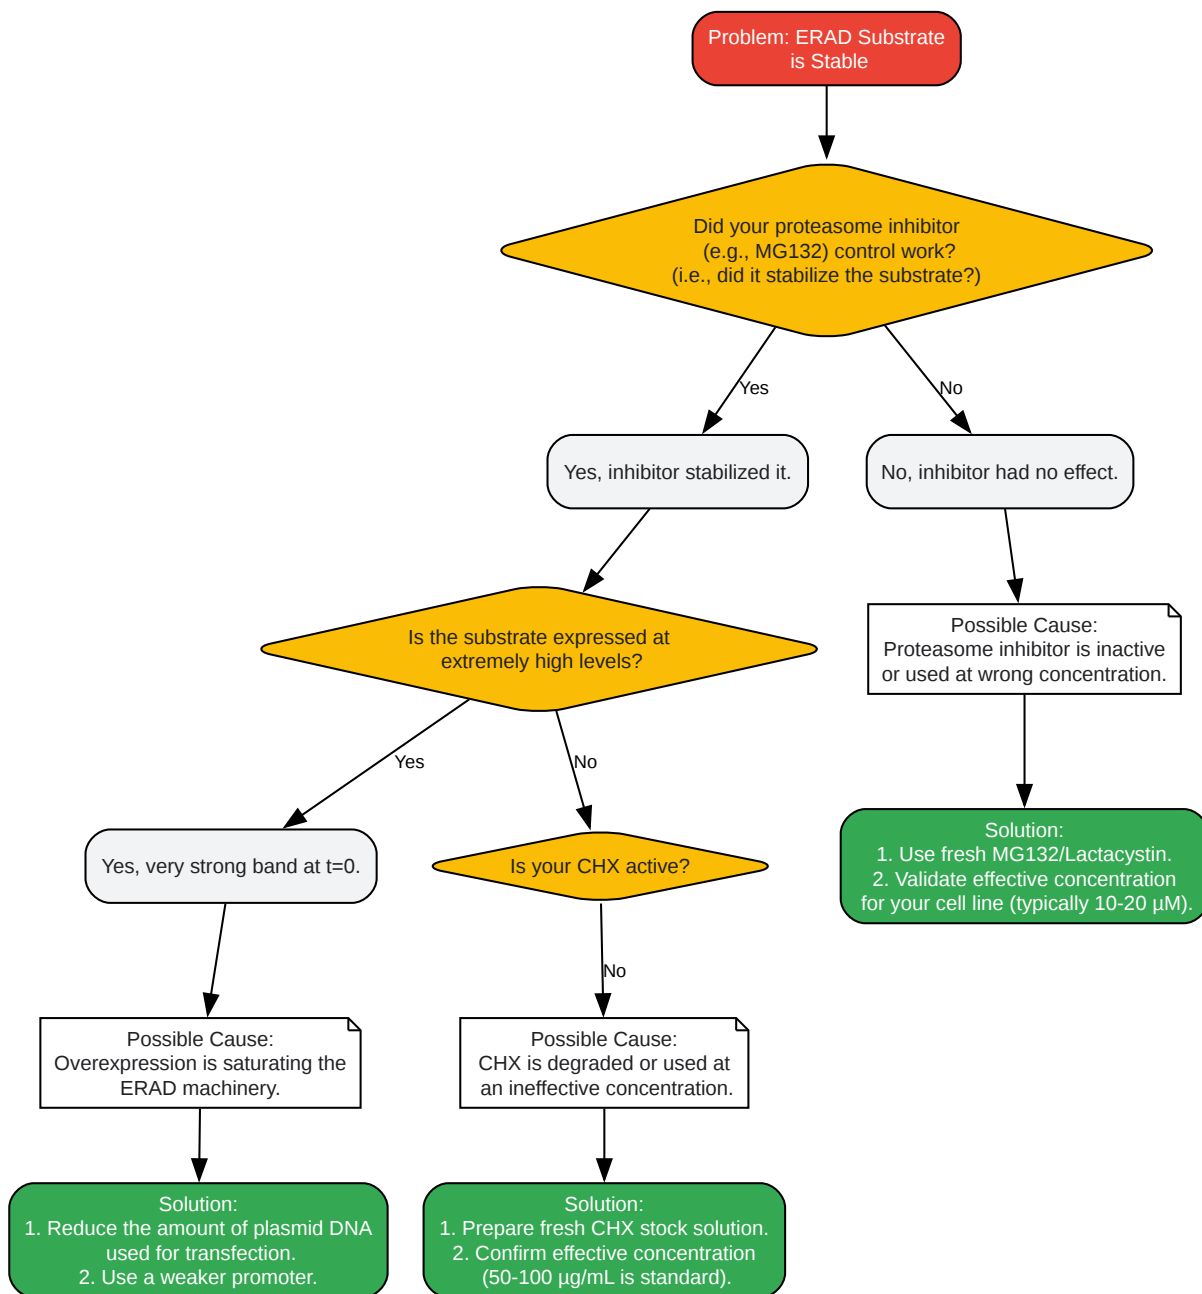 Problem: ERAD Substrate
is Stable
Did your proteasome inhibitor
(e.g., MG132) control work?
(i.e., did it stabilize the substrate?)
Yes
No
Yes, inhibitor stabilized it.
No, inhibitor had no effect.
Is the substrate expressed at
extremely high levels?
Possible Cause:
Proteasome inhibitor is inactive
or used at wrong concentration.
Yes
No
Yes, very strong band at t=0.
Is your CHX active?
Solution:
1. Use fresh MG132/Lactacystin.
2. Validate effective concentration
for your cell line (typically 10-20 µM).
No
Possible Cause:
Overexpression is saturating the
ERAD machinery.
Possible Cause:
CHX is degraded or used at
an ineffective concentration.
Solution:
1. Reduce the amount of plasmid DNA
used for transfection.
2. Use a weaker promoter.
Solution:
1. Prepare fresh CHX stock solution.
2. Confirm effective concentration
(50-100 µg/mL is standard).